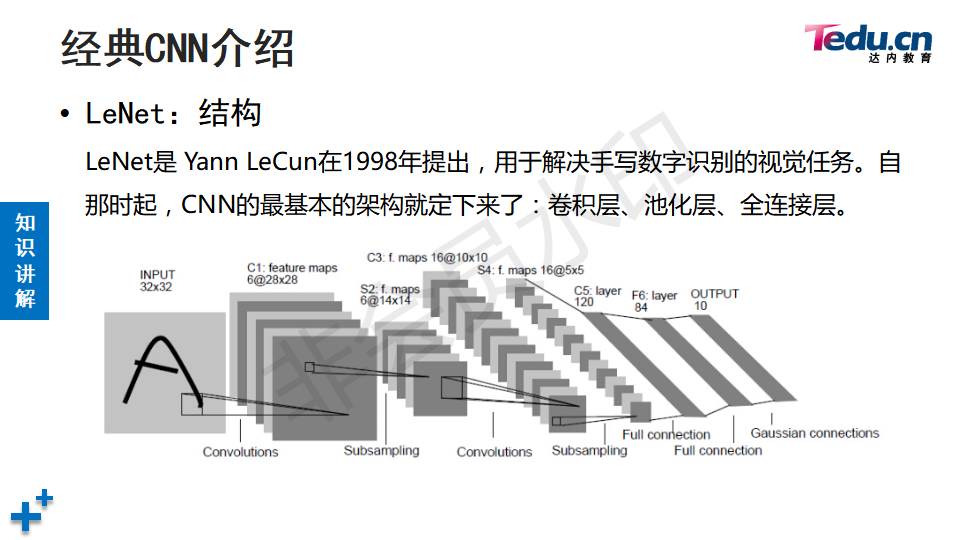 经典CNN介绍
Tedu.cn
达内教育
• LeNet：结构
LeNet是 Yann LeCun在1998年提出，用于解决手写数字识别的视觉任务。自
那时起，CNN的最基本的架构就定下来了：卷积层、池化层、全连接层。
知识讲解
INPUT
32x32
C1: feature maps
6@28x28
S2: f. maps
6@14x14
C3: f. maps 16@10x10
S4: f. maps 16@5x5
C5: layer
120
F6: layer
84
OUTPUT
10
A
Convolutions
Subsampling
Convolutions
Subsampling
Full connection
Full connection
Gaussian connections
非会员水印